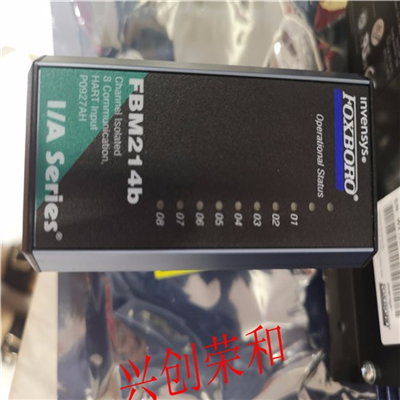 invensys®
FOXBORO®
Operational Status
01
02
03
04
05
06
07
08
FBM214b
Channel Isolated
8 Communication,
HART Input
P0927AH
I/A Series®
兴创荣和